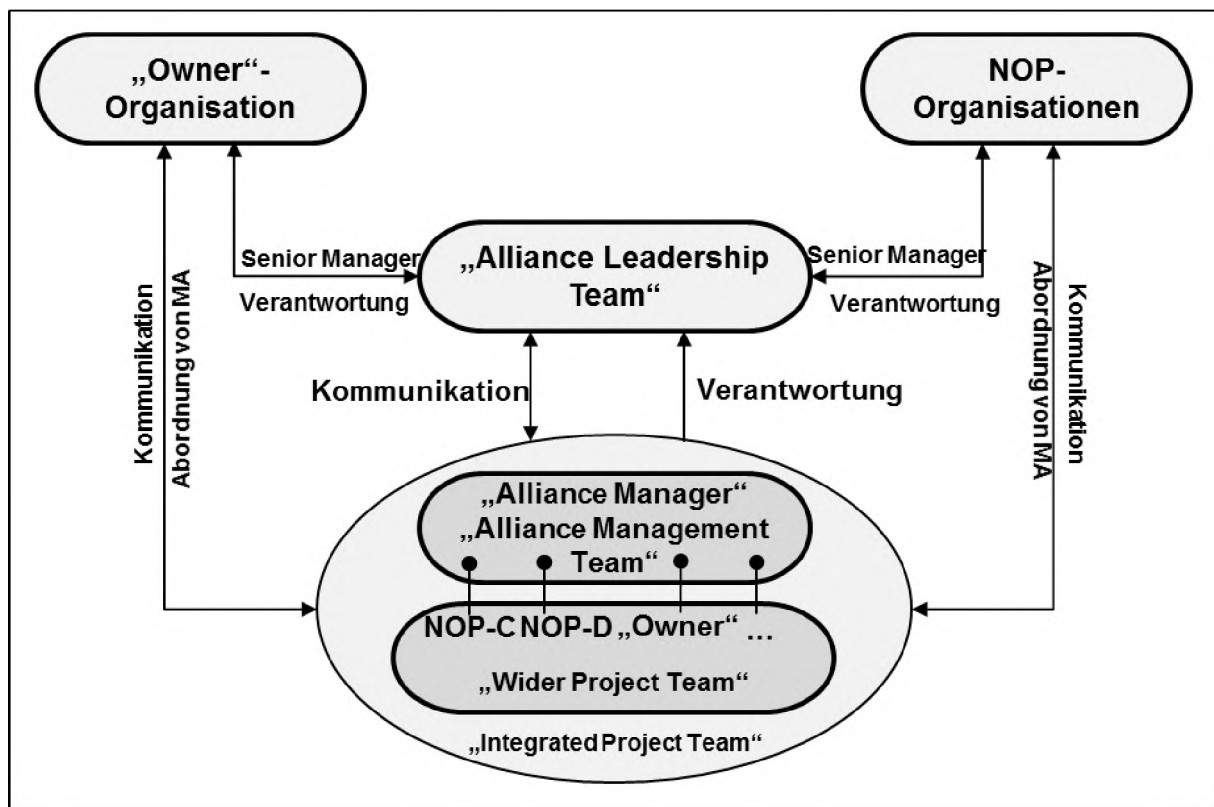 „Owner“-
Organisation
NOP-
Organisationen
Senior Manager
Verantwortung
„Alliance Leadership
Team“
Senior Manager
Verantwortung
Kommunikation
Abordnung von MA
Kommunikation
Abordnung von MA
Kommunikation
Verantwortung
„Alliance Manager“
„Alliance Management
Team“
NOP-C NOP-D „Owner“ ...
„Wider Project Team“
„Integrated Project Team“